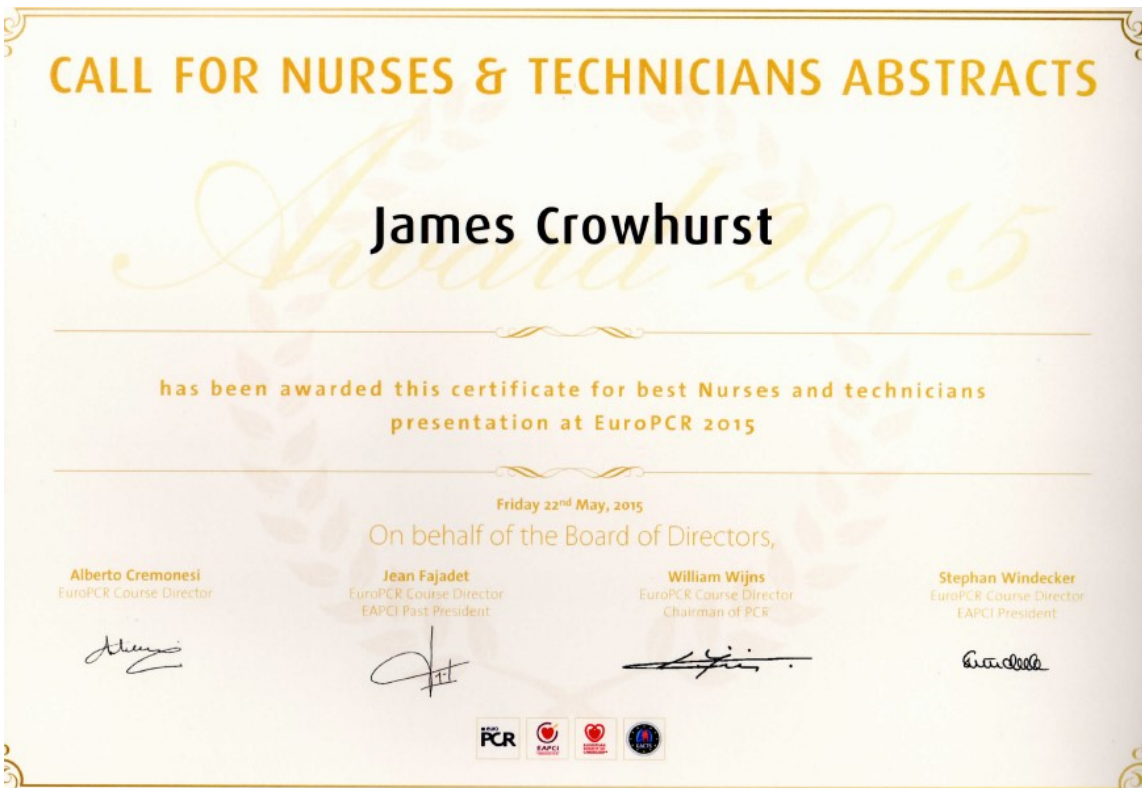 CALL FOR NURSES & TECHNICIANS ABSTRACTS
Award 2015
James Crowhurst
has been awarded this certificate for best Nurses and technicians
presentation at EuroPCR 2015
Friday 22nd May, 2015
On behalf of the Board of Directors,
Alberto Cremonesi
EuroPCR Course Director
Jean Fajadet
EuroPCR Course Director
EAPCI Past President
William Wijns
EuroPCR Course Director
Chairman of PCR
Stephan Windecker
EuroPCR Course Director
EAPCI President
euro
PCR
EAPCI
EACTS